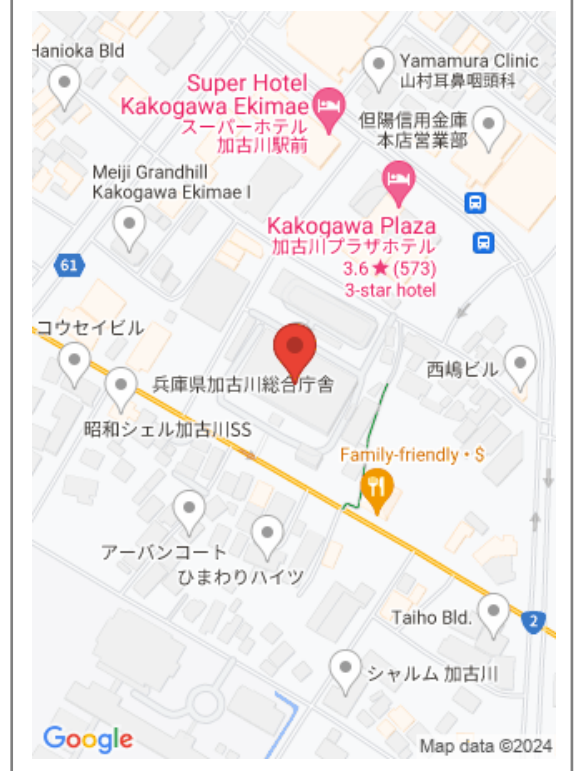 Hanioka Bld
Yamamura Clinic
山村耳鼻咽頭科
Super Hotel
Kakogawa Ekimae
スーパーホテル
加古川駅前
但陽信用金庫
本店営業部
Meiji Grandhill
Kakogawa Ekimae I
Kakogawa Plaza
加古川プラザホテル
3.6★(573)
3-star hotel
61
コウセイビル
兵庫県加古川総合庁舎
西嶋ビル
昭和シェル加古川SS
Family-friendly・$
アーバンコート
ひまわりハイツ
Taiho Bld.
2
シャルム 加古川
Google
Map data ©2024